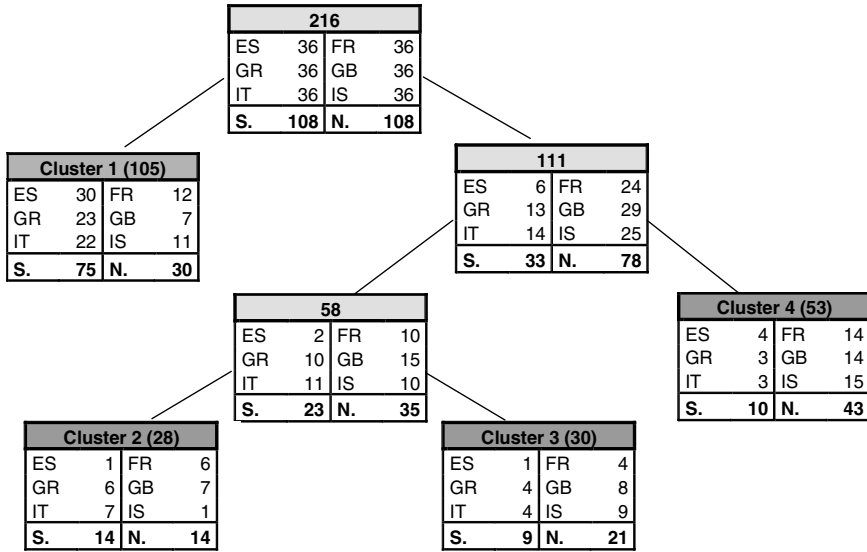 216
ES 36 FR 36
GR 36 GB 36
IT 36 IS 36
S. 108 N. 108
Cluster 1 (105)
ES 30 FR 12
GR 23 GB 7
IT 22 IS 11
S. 75 N. 30
111
ES 6 FR 24
GR 13 GB 29
IT 14 IS 25
S. 33 N. 78
58
ES 2 FR 10
GR 10 GB 15
IT 11 IS 10
S. 23 N. 35
Cluster 4 (53)
ES 4 FR 14
GR 3 GB 14
IT 3 IS 15
S. 10 N. 43
Cluster 2 (28)
ES 1 FR 6
GR 6 GB 7
IT 7 IS 1
S. 14 N. 14
Cluster 3 (30)
ES 1 FR 4
GR 4 GB 8
IT 4 IS 9
S. 9 N. 21